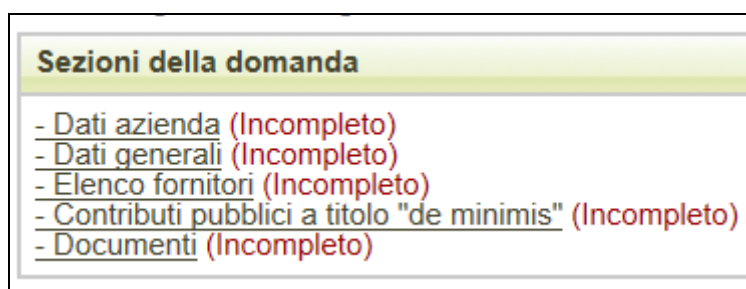 Sezioni della domanda
- Dati azienda (Incompleto)
- Dati generali (Incompleto)
- Elenco fornitori (Incompleto)
- Contributi pubblici a titolo "de minimis" (Incompleto)
- Documenti (Incompleto)